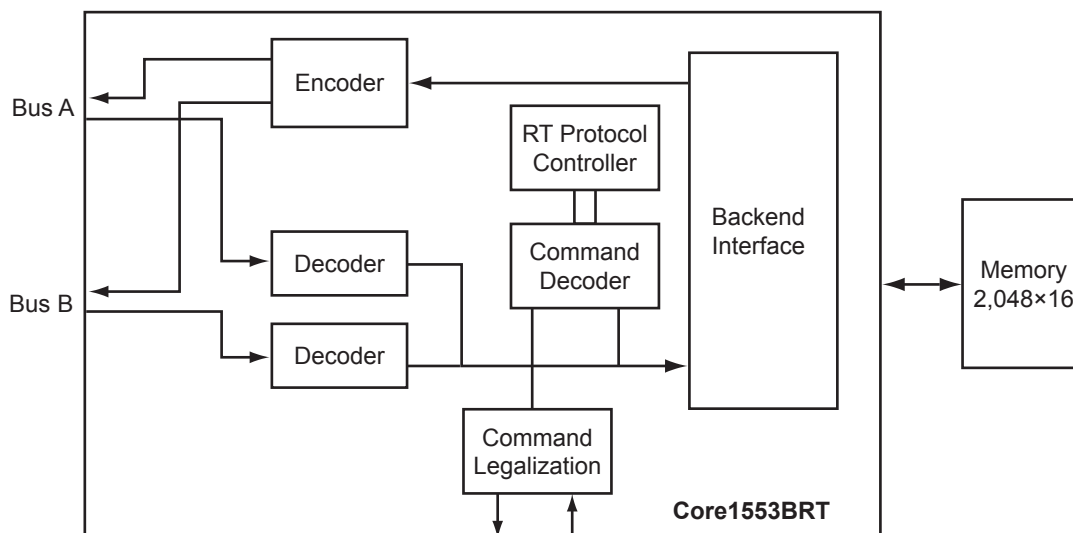 Encoder
Bus A
RT Protocol
Controller
Backend
Interface
Decoder
Command
Decoder
Memory
2,048×16
Bus B
Decoder
Command
Legalization
Core1553BRT